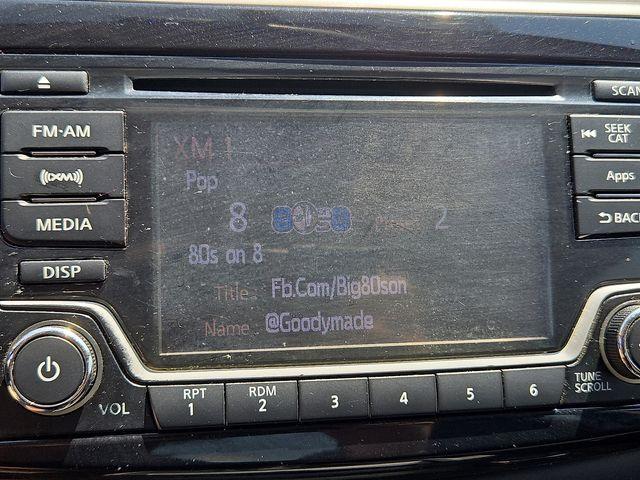 SCAN
FM-AM
SEEK
CAT
XM 1
((XM))
Apps
Pop
MEDIA
8
2
BACK
80s on 8
DISP
Title Fb.Com/Big80son
Name @Goodymade
VOL
RPT
1
RDM
2
3
4
5
6
TUNE
SCROLL